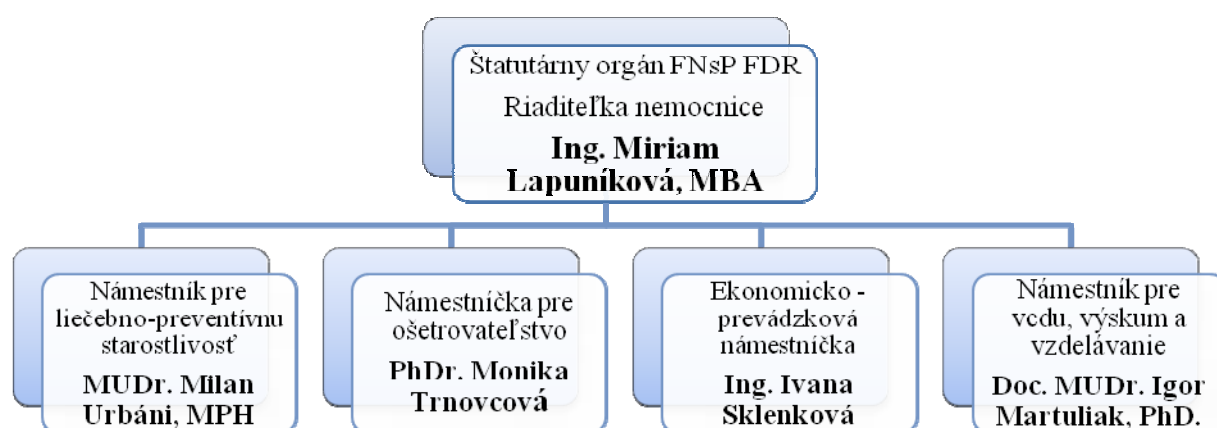 Štatutárny orgán FNsP FDR
Riaditeľka nemocnice
Ing. Miriam
Lapuníková, MBA
Námestník pre
liečebno-preventívnu
starostlivosť
MUDr. Milan
Urbáni, MPH
Námestníčka pre
ošetrovateľstvo
PhDr. Monika
Trnovcová
Ekonomicko -
prevádzková
námestníčka
Ing. Ivana
Sklenková
Námestník pre
vedu, výskum a
vzdelávanie
Doc. MUDr. Igor
Martuliak, PhD.